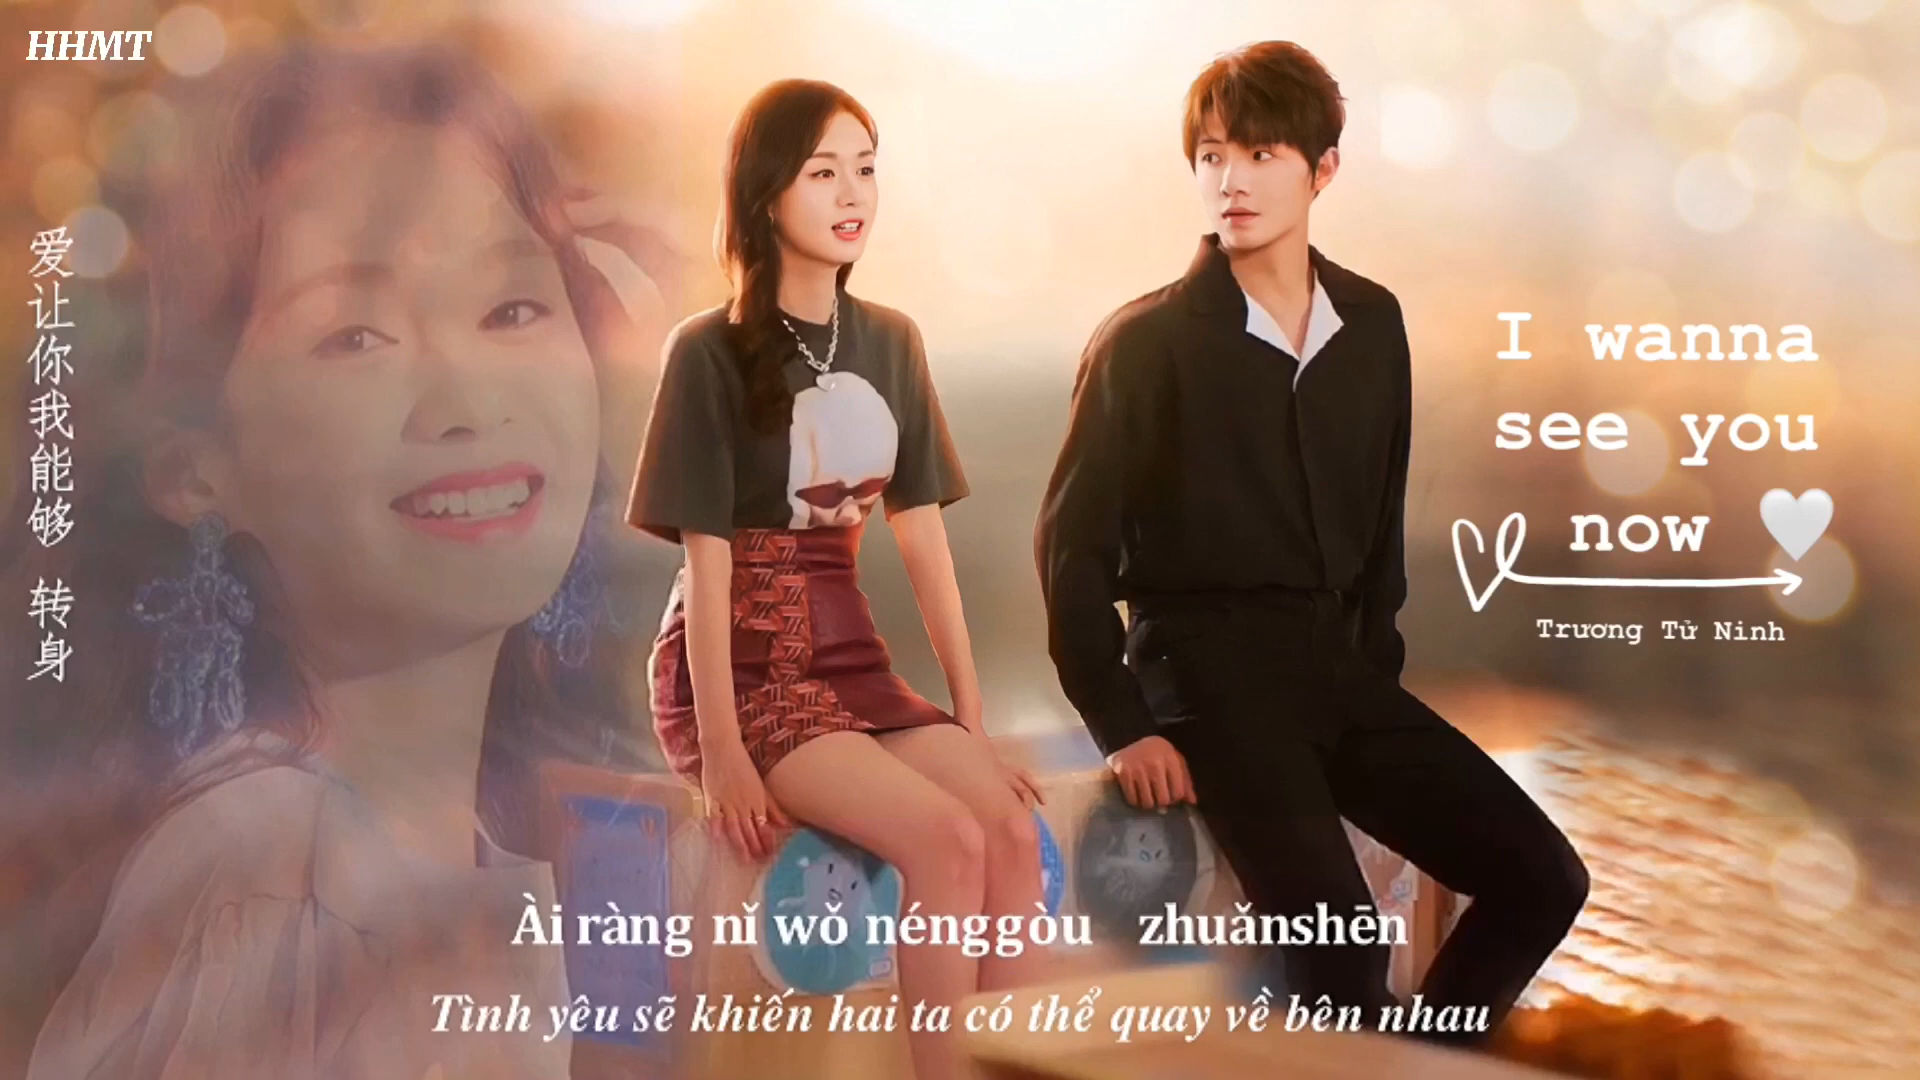 HHMT
爱让你我能够 转身
I wanna
see you
now 🤍
Trương Tử Ninh
Ài ràng nǐ wǒ nénggòu zhuǎnshēn
Tình yêu sẽ khiến hai ta có thể quay về bên nhau